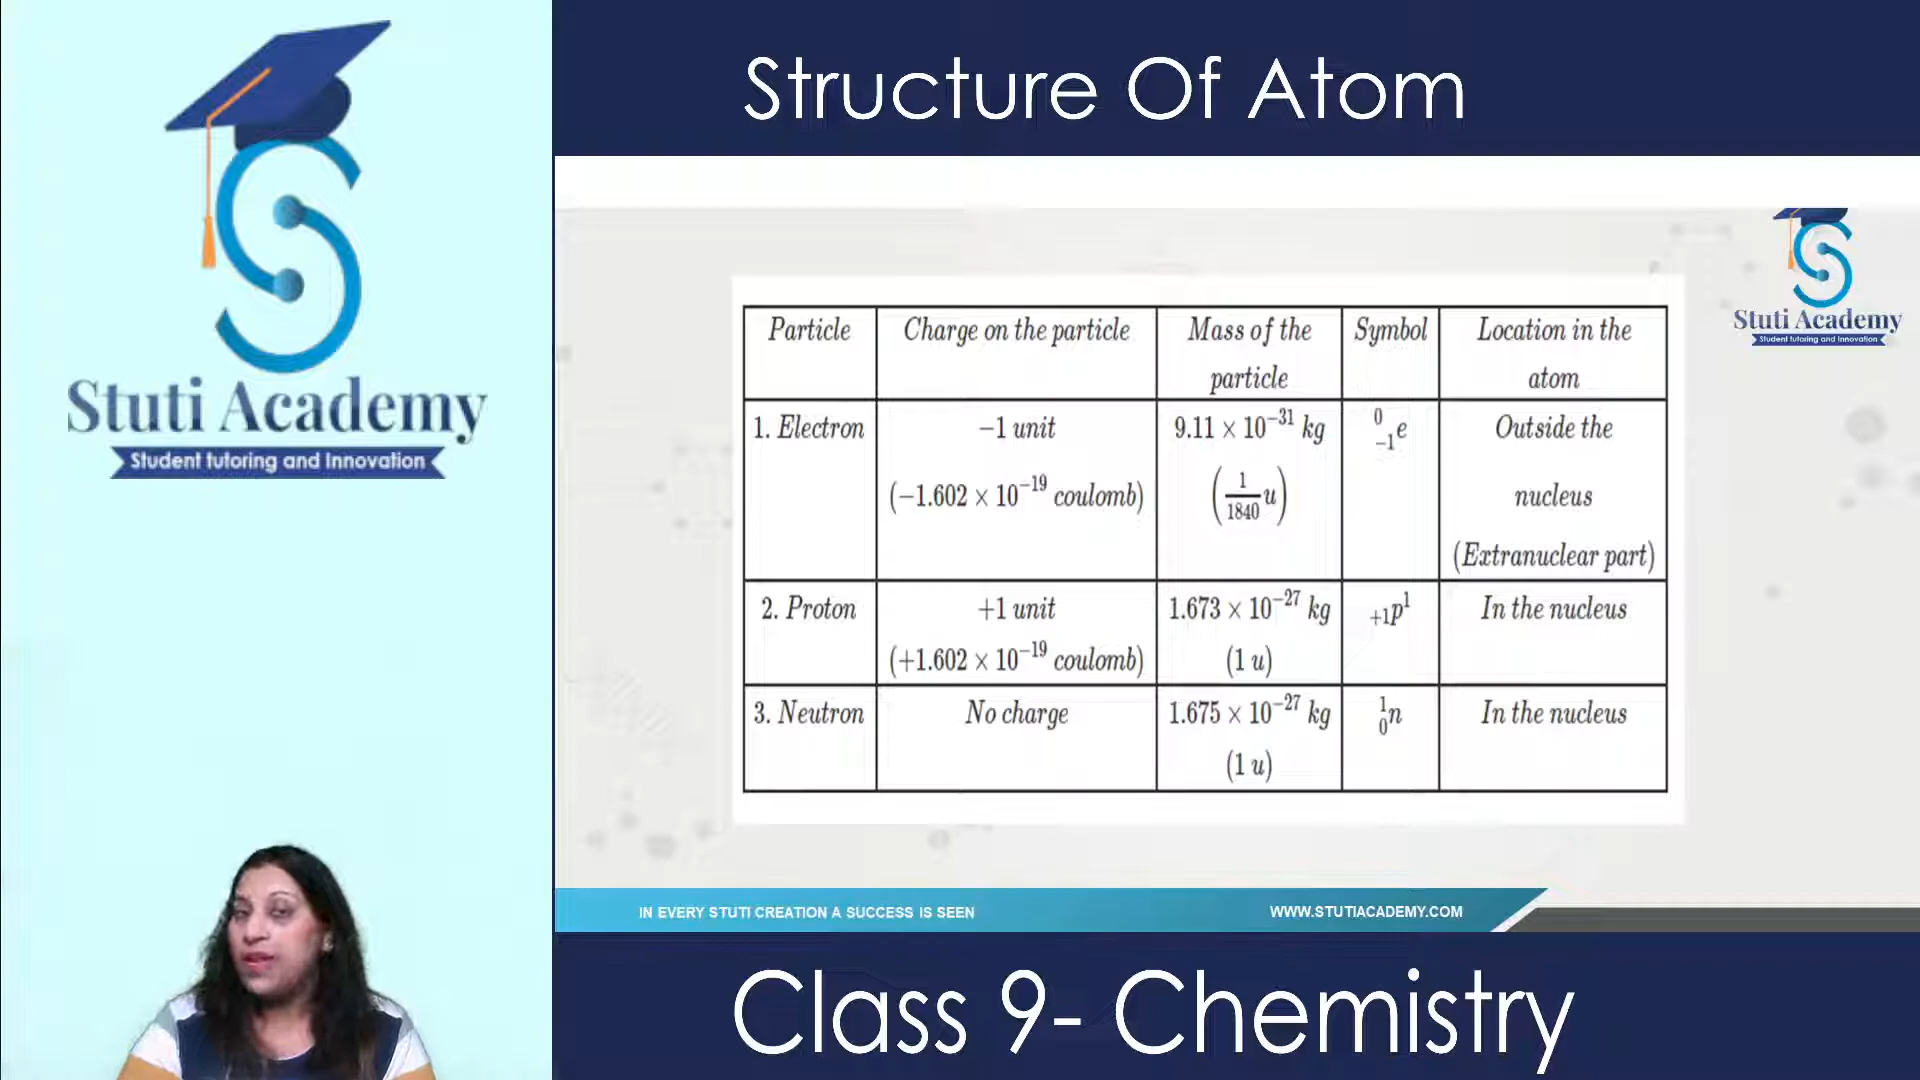 Stuti Academy
Student tutoring and Innovation
Structure Of Atom
Stuti Academy
Student tutoring and Innovation
Particle | Charge on the particle | Mass of the particle | Symbol | Location in the atom
1. Electron | −1 unit (−1.602 × 10⁻¹⁹ coulomb) | 9.11 × 10⁻³¹ kg (1/1840 u) | ⁰₋₁e | Outside the nucleus (Extranuclear part)
2. Proton | +1 unit (+1.602 × 10⁻¹⁹ coulomb) | 1.673 × 10⁻²⁷ kg (1 u) | ₊₁p¹ | In the nucleus
3. Neutron | No charge | 1.675 × 10⁻²⁷ kg (1 u) | ¹₀n | In the nucleus
IN EVERY STUTI CREATION A SUCCESS IS SEEN
WWW.STUTIACADEMY.COM
Class 9- Chemistry